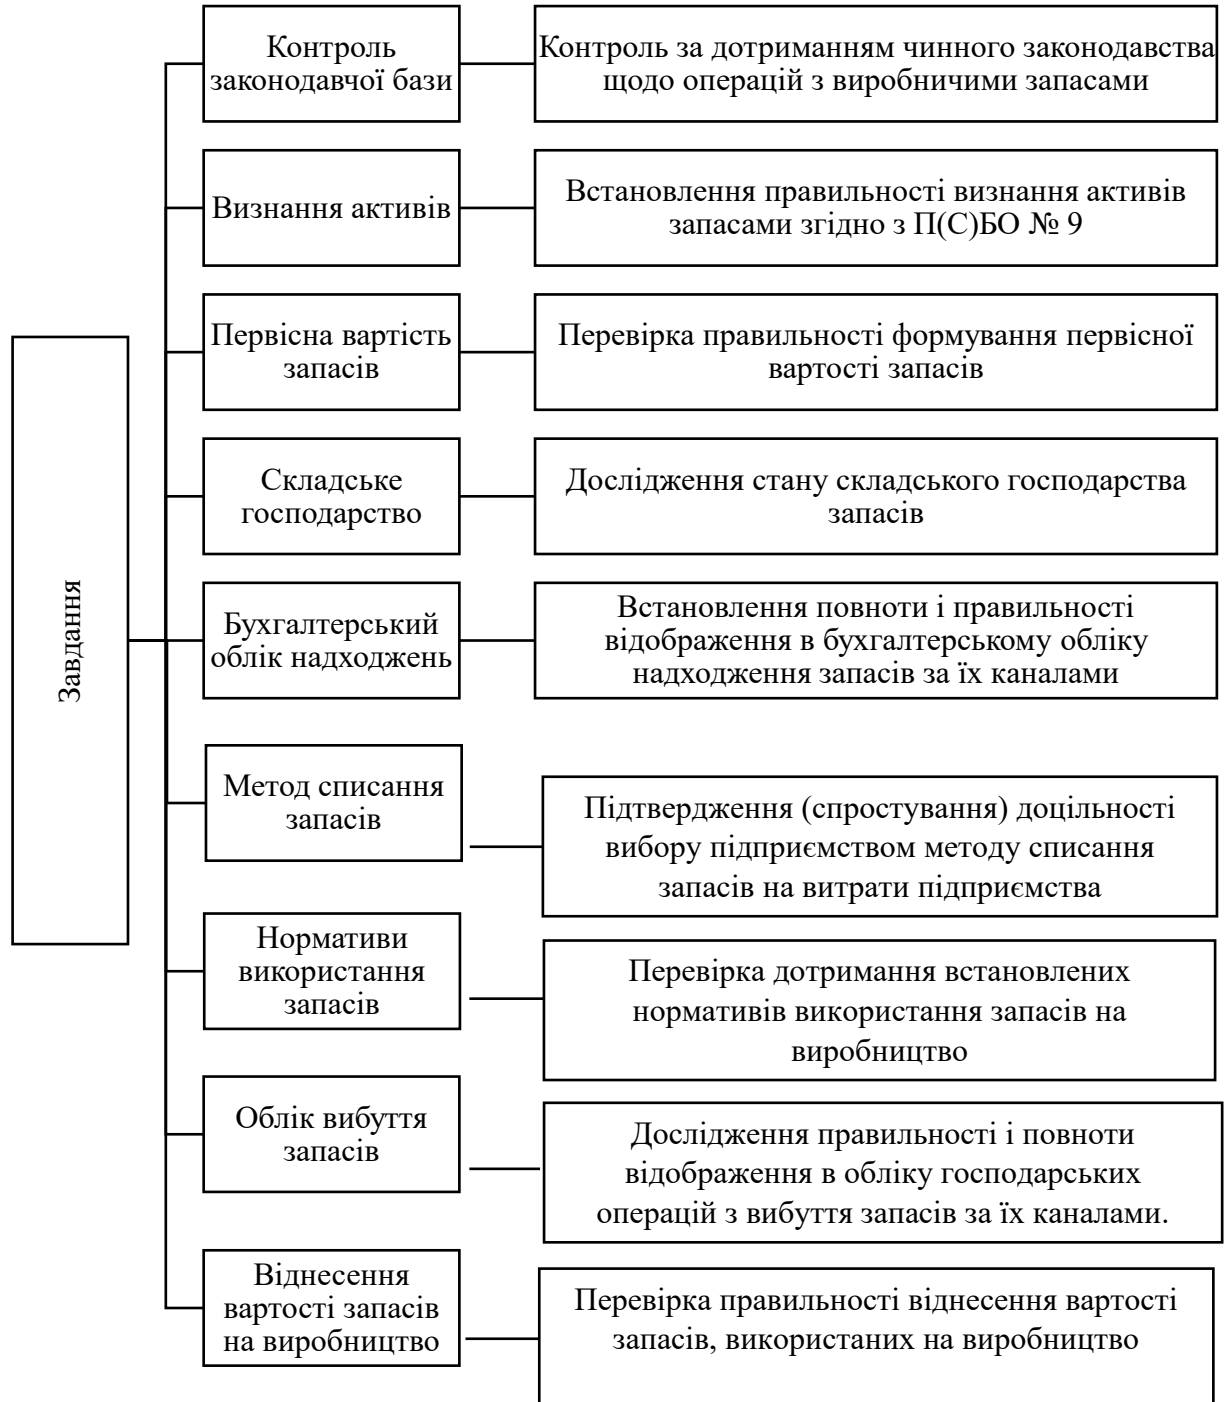 Завдання
Контроль
законодавчої бази
Контроль за дотриманням чинного законодавства
щодо операцій з виробничими запасами
Визнання активів
Встановлення правильності визнання активів
запасами згідно з П(С)БО № 9
Первісна вартість
запасів
Перевірка правильності формування первісної
вартості запасів
Складське
господарство
Дослідження стану складського господарства
запасів
Бухгалтерський
облік надходжень
Встановлення повноти і правильності
відображення в бухгалтерському обліку
надходження запасів за їх каналами
Метод списання
запасів
Підтвердження (спростування) доцільності
вибору підприємством методу списання
запасів на витрати підприємства
Нормативи
використання
запасів
Перевірка дотримання встановлених
нормативів використання запасів на
виробництво
Облік вибуття
запасів
Дослідження правильності і повноти
відображення в обліку господарських
операцій з вибуття запасів за їх каналами.
Віднесення
вартості запасів
на виробництво
Перевірка правильності віднесення вартості
запасів, використаних на виробництво